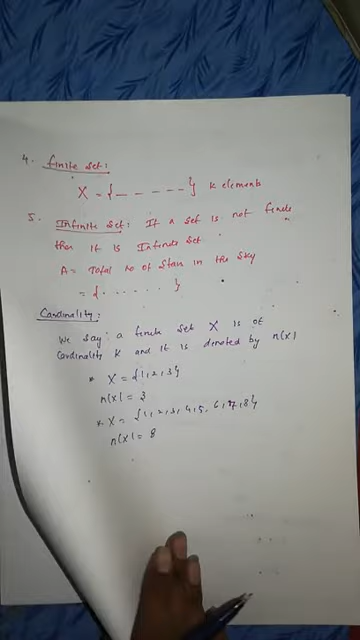 4. Finite Set:
X = {_ _ _ _ _ _} K elements
5. Infinite Set: If a set is not finite
then it is Infinite Set.
A = Total no of Stars in the Sky
= {. . . . . .}
Cardinality:
We say a finite set X is of
Cardinality K and it is denoted by n(X)
* X = {1, 2, 3}
n(X) = 3
* X = {1, 2, 3, 4, 5, 6, 7, 8}
n(X) = 8